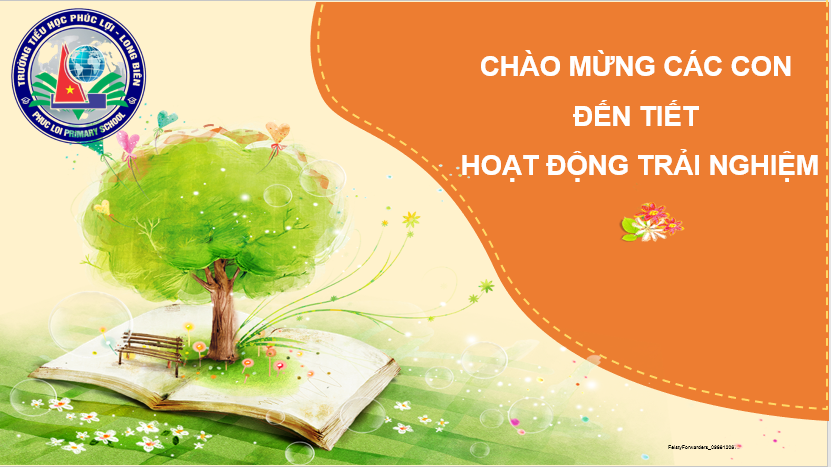 TRƯỜNG TIỂU HỌC PHÚC LỢI - LONG BIÊN
PHUC LOI PRIMARY SCHOOL
CHÀO MỪNG CÁC CON
ĐẾN TIẾT
HOẠT ĐỘNG TRẢI NGHIỆM